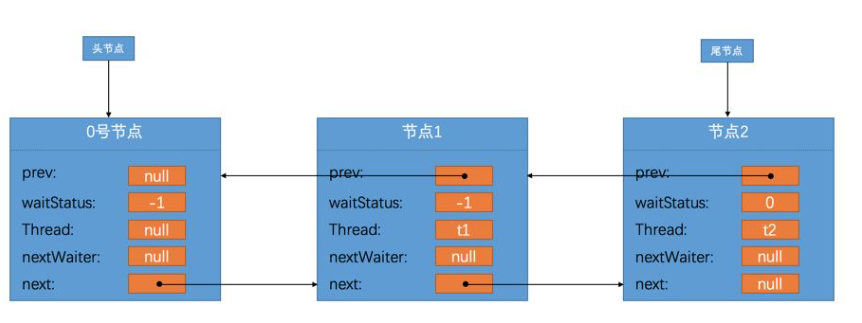 头节点
尾节点
0号节点
prev: null
waitStatus: -1
Thread: null
nextWaiter: null
next:
节点1
prev:
waitStatus: -1
Thread: t1
nextWaiter: null
next:
节点2
prev:
waitStatus: 0
Thread: t2
nextWaiter: null
next: null